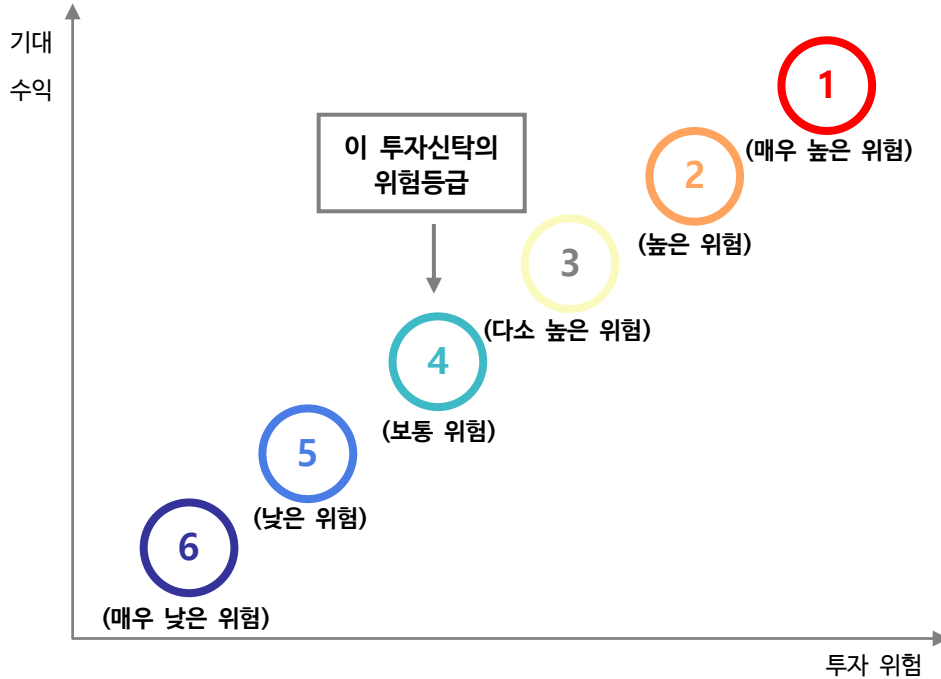 기대
수익
1
(매우 높은 위험)
이 투자신탁의
위험등급
2
(높은 위험)
3
(다소 높은 위험)
4
(보통 위험)
5
(낮은 위험)
6
(매우 낮은 위험)
투자 위험